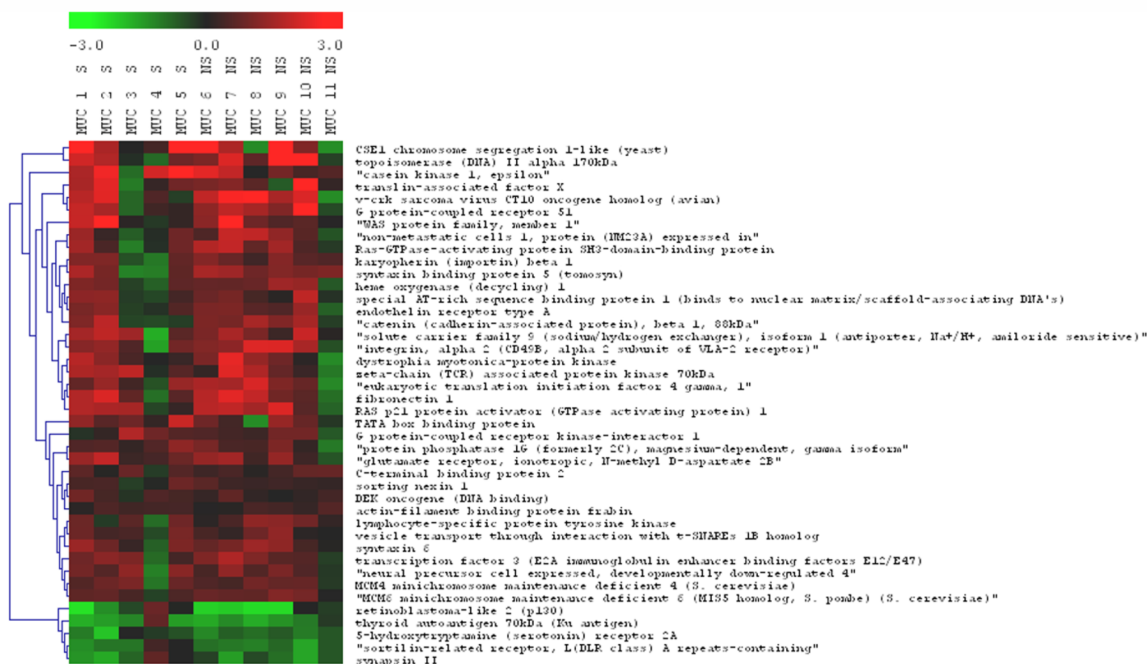 -3.0 0.0 3.0
MUC 1 S
MUC 2 S
MUC 3 S
MUC 4 S
MUC 5 S
MUC 6 NS
MUC 7 NS
MUC 8 NS
MUC 9 NS
MUC 10 NS
MUC 11 NS
CSE1 chromosome segregation 1-like (yeast)
topoisomerase (DNA) II alpha 170kDa
"casein kinase 1, epsilon"
translin-associated factor X
v-crk sarcoma virus CT10 oncogene homolog (avian)
G protein-coupled receptor 51
"WAS protein family, member 1"
"non-metastatic cells 1, protein (NM23A) expressed in"
Ras-GTPase-activating protein SH3-domain-binding protein
karyopherin (importin) beta 1
syntaxin binding protein 5 (tomosyn)
heme oxygenase (decycling) 1
special AT-rich sequence binding protein 1 (binds to nuclear matrix/scaffold-associating DNA's)
endothelin receptor type A
"catenin (cadherin-associated protein), beta 1, 88kDa"
"solute carrier family 9 (sodium/hydrogen exchanger), isoform 1 (antiporter, Na+/H+, amiloride sensitive)"
"integrin, alpha 2 (CD49B, alpha 2 subunit of VLA-2 receptor)"
dystrophia myotonica-protein kinase
zeta-chain (TCR) associated protein kinase 70kDa
"eukaryotic translation initiation factor 4 gamma, 1"
fibronectin 1
RAS p21 protein activator (GTPase activating protein) 1
TATA box binding protein
G protein-coupled receptor kinase-interactor 1
"protein phosphatase 1G (formerly 2C), magnesium-dependent, gamma isoform"
"glutamate receptor, ionotropic, N-methyl D-aspartate 2B"
C-terminal binding protein 2
sorting nexin 1
DEK oncogene (DNA binding)
actin-filament binding protein frabin
lymphocyte-specific protein tyrosine kinase
vesicle transport through interaction with t-SNAREs 1B homolog
syntaxin 6
transcription factor 3 (E2A immunoglobulin enhancer binding factors E12/E47)
"neural precursor cell expressed, developmentally down-regulated 4"
MCM4 minichromosome maintenance deficient 4 (S. cerevisiae)
"MCM6 minichromosome maintenance deficient 6 (MIS5 homolog, S. pombe) (S. cerevisiae)"
retinoblastoma-like 2 (p130)
thyroid autoantigen 70kDa (Ku antigen)
5-hydroxytryptamine (serotonin) receptor 2A
"sortilin-related receptor, L(DLR class) A repeats-containing"
synapsin II